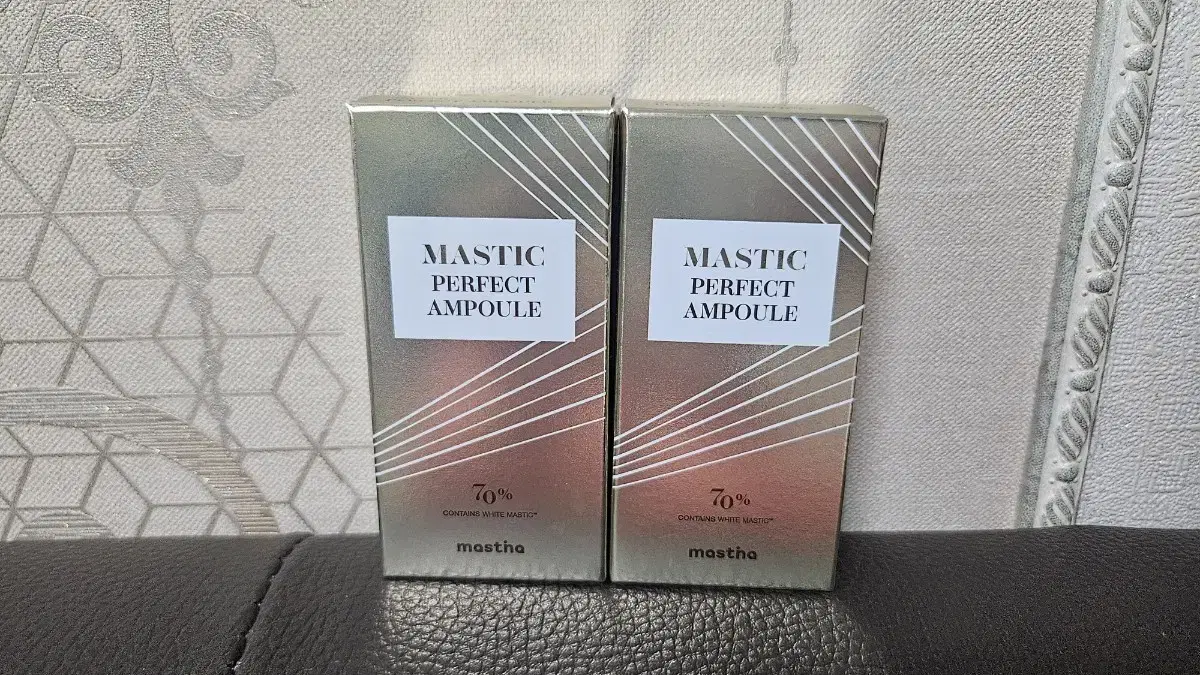 MASTIC
PERFECT
AMPOULE
70%
CONTAINS WHITE MASTIC™
mastha
MASTIC
PERFECT
AMPOULE
70%
CONTAINS WHITE MASTIC™
mastha